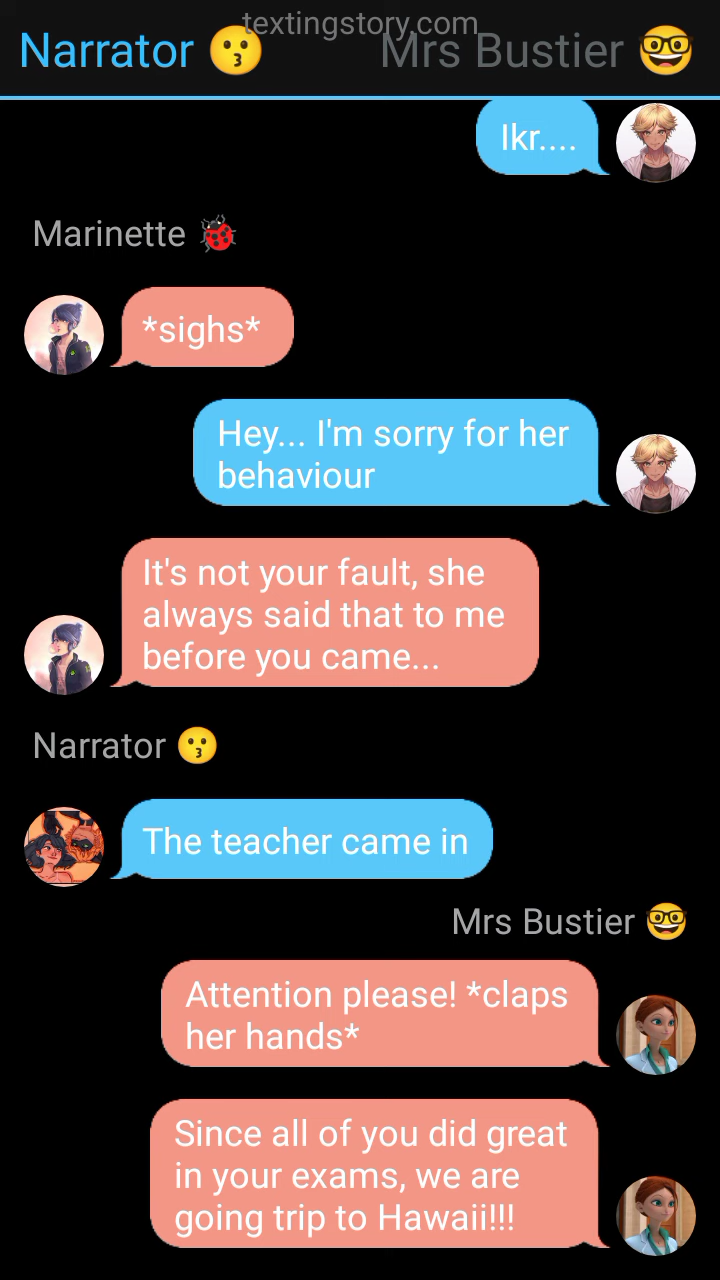 textingstory.com
Narrator 😗 Mrs Bustier 🤓
Ikr....
Marinette 🐞
*sighs*
Hey... I'm sorry for her
behaviour
It's not your fault, she
always said that to me
before you came...
Narrator 😗
The teacher came in
Mrs Bustier 🤓
Attention please! *claps
her hands*
Since all of you did great
in your exams, we are
going trip to Hawaii!!!